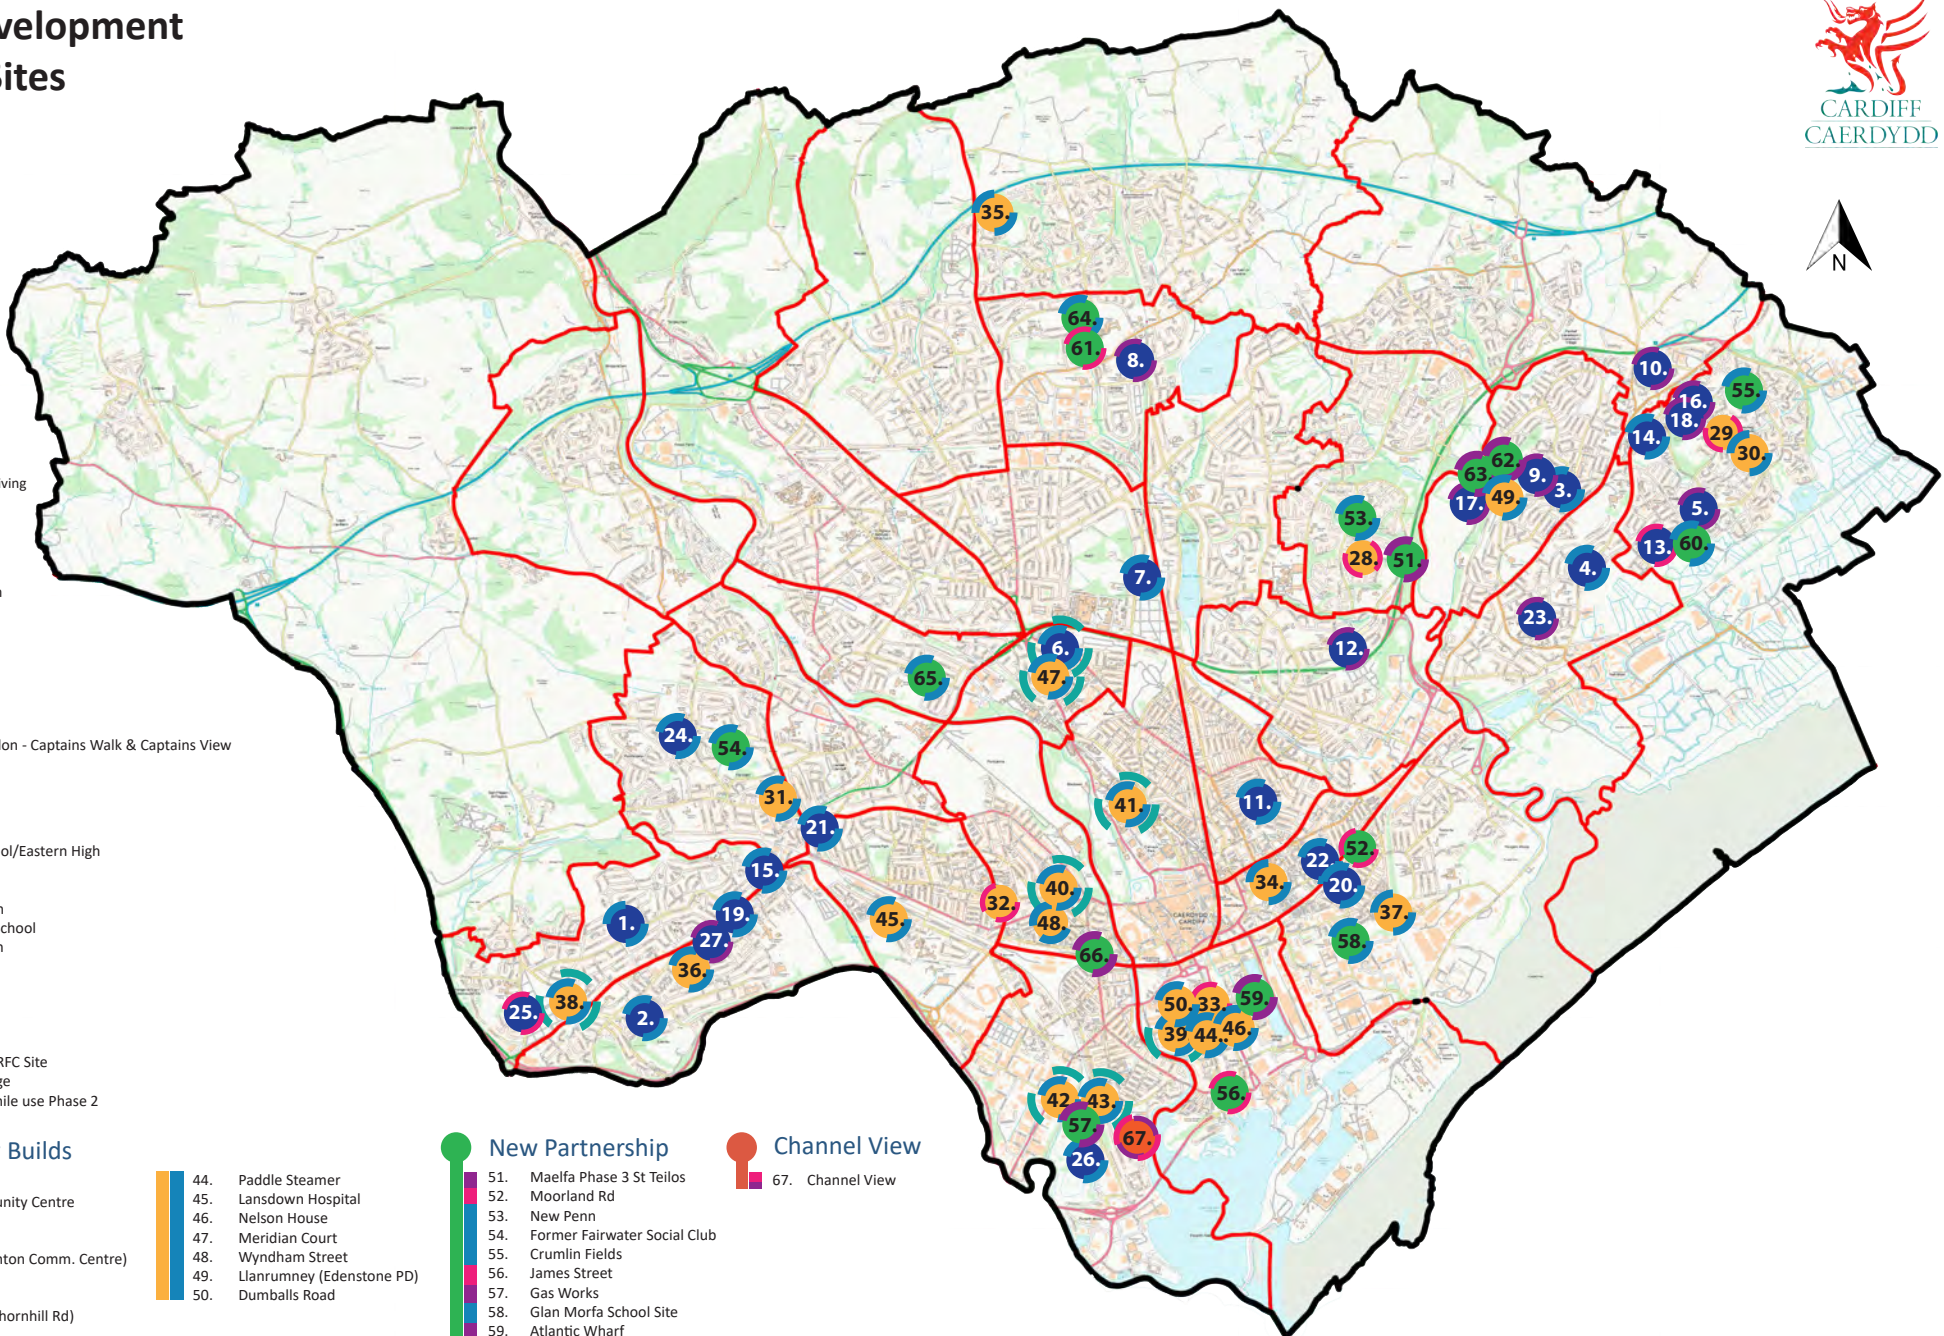 velopment
Sites
CARDIFF
CAERDYDD
N
35.
64.
61.
8.
10.
16.
18.
55.
14.
29
30.
62.
63.
9.
3.
17.
49.
5.
53.
13.
60.
28.
51.
4.
7.
23.
6.
12.
47.
65.
24.
54.
31.
41.
11.
21.
52.
22.
15.
20.
34.
40.
32.
37.
1.
19.
45.
48.
27.
58.
66.
36.
25.
38.
2.
50.
33.
59.
39
44.
46.
42.
43.
56.
57.
67.
26.
CAERDYDD
CARDIFF
iving
lon - Captains Walk & Captains View
ol/Eastern High
chool
RFC Site
ge
hile use Phase 2
Builds
unity Centre
nton Comm. Centre)
hornhill Rd)
44. Paddle Steamer
45. Lansdown Hospital
46. Nelson House
47. Meridian Court
48. Wyndham Street
49. Llanrumney (Edenstone PD)
50. Dumballs Road
New Partnership
51. Maelfa Phase 3 St Teilos
52. Moorland Rd
53. New Penn
54. Former Fairwater Social Club
55. Crumlin Fields
56. James Street
57. Gas Works
58. Glan Morfa School Site
59. Atlantic Wharf
Channel View
67. Channel View